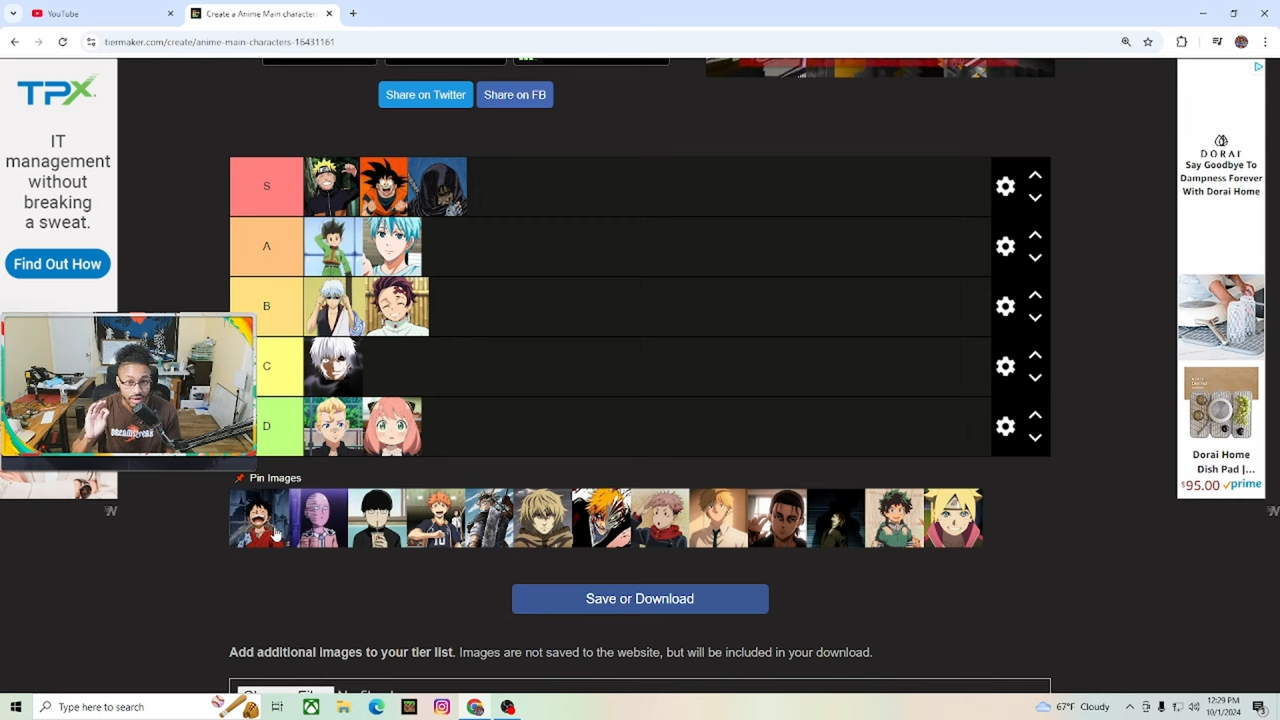 YouTube
Create a Anime Main character
tiermaker.com/create/anime-main-characters-16431161
TPX
IT
management
without
breaking
a sweat.
Find Out How
Share on Twitter
Share on FB
DORAI
HOME
Say Goodbye To
Dampness Forever
With Dorai Home
S
A
B
C
D
Dorai Home
Dish Pad |...
$95.00 prime
Pin Images
Save or Download
Add additional images to your tier list. Images are not saved to the website, but will be included in your download.
Type here to search
67°F Cloudy
12:29 PM
10/1/2024
3